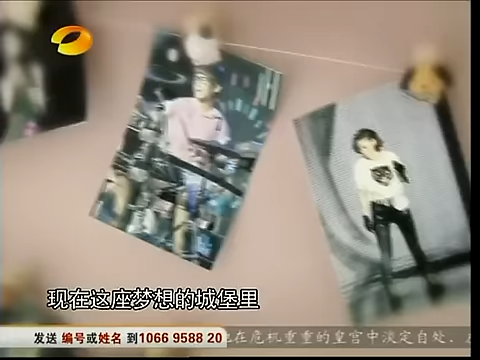 现在这座梦想的城堡里
发送 编号或姓名 到1066 9588 20
在危机重重的皇宫中淡定自处，